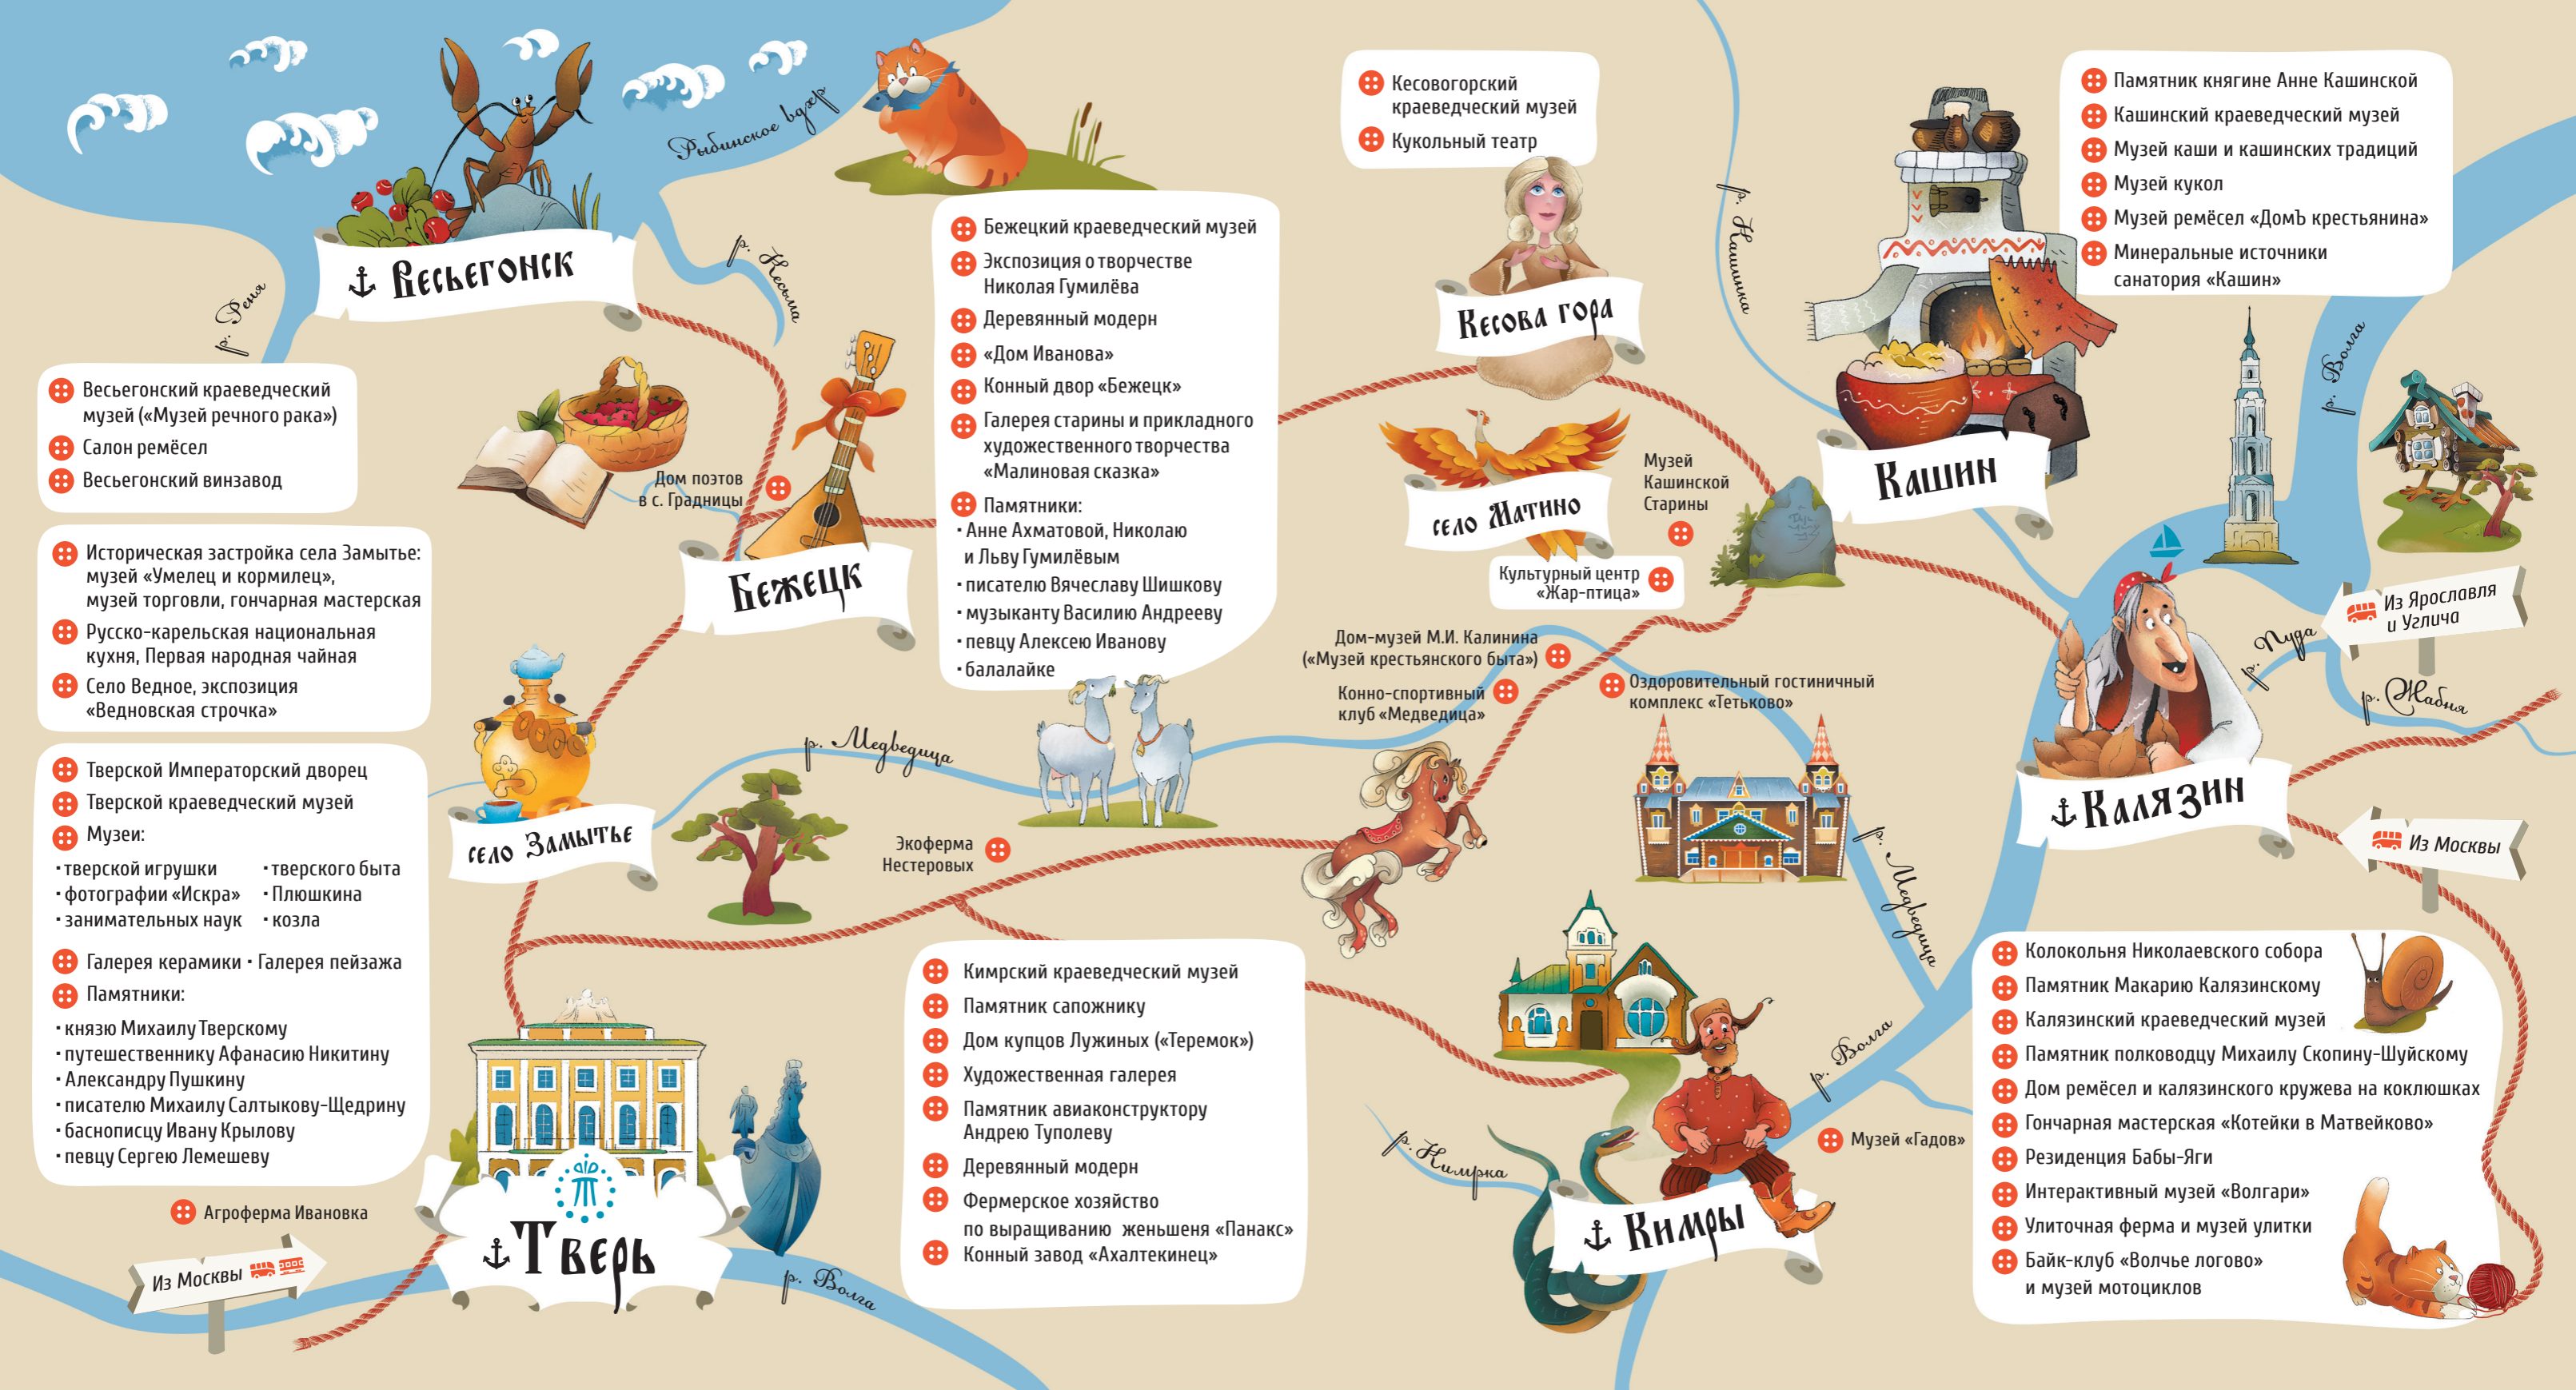 Рыбинское вдхр
Весьегонск
р. Реня
р. Кесьма
Весьегонский краеведческий
музей («Музей речного рака»)
Салон ремёсел
Весьегонский винзавод
Историческая застройка села Замытье:
музей «Умелец и кормилец»,
музей торговли, гончарная мастерская
Русско-карельская национальная
кухня, Первая народная чайная
Село Ведное, экспозиция
«Ведновская строчка»
Тверской Императорский дворец
Тверской краеведческий музей
Музеи:
· тверской игрушки
· тверского быта
· фотографии «Искра»
· Плюшкина
· занимательных наук
· козла
Галерея керамики · Галерея пейзажа
Памятники:
· князю Михаилу Тверскому
· путешественнику Афанасию Никитину
· Александру Пушкину
· писателю Михаилу Салтыкову-Щедрину
· баснописцу Ивану Крылову
· певцу Сергею Лемешеву
Агроферма Ивановка
Из Москвы
Тверь
р. Волга
Дом поэтов
в с. Градницы
Бежецк
село Замытье
р. Медведица
Бежецкий краеведческий музей
Экспозиция о творчестве
Николая Гумилёва
Деревянный модерн
«Дом Иванова»
Конный двор «Бежецк»
Галерея старины и прикладного
художественного творчества
«Малиновая сказка»
Памятники:
· Анне Ахматовой, Николаю
и Льву Гумилёвым
· писателю Вячеславу Шишкову
· музыканту Василию Андрееву
· певцу Алексею Иванову
· балалайке
Экоферма
Нестеровых
Кимрский краеведческий музей
Памятник сапожнику
Дом купцов Лужиных («Теремок»)
Художественная галерея
Памятник авиаконструктору
Андрею Туполеву
Деревянный модерн
Фермерское хозяйство
по выращиванию женьшеня «Панакс»
Конный завод «Ахалтекинец»
Кесовогорский
краеведческий музей
Кукольный театр
Кесова гора
р. Кашинка
село Матино
Музей
Кашинской
Старины
Культурный центр
«Жар-птица»
Дом-музей М.И. Калинина
(«Музей крестьянского быта»)
Конно-спортивный
клуб «Медведица»
Оздоровительный гостиничный
комплекс «Тетьково»
р. Медведица
р. Волга
Музей «Гадов»
р. Кимрка
Кимры
Памятник княгине Анне Кашинской
Кашинский краеведческий музей
Музей каши и кашинских традиций
Музей кукол
Музей ремёсел «ДомЪ крестьянина»
Минеральные источники
санатория «Кашин»
Кашин
р. Волга
Из Ярославля
и Углича
р. Пуда
р. Жабня
Калязин
Из Москвы
Колокольня Николаевского собора
Памятник Макарию Калязинскому
Калязинский краеведческий музей
Памятник полководцу Михаилу Скопину-Шуйскому
Дом ремёсел и калязинского кружева на коклюшках
Гончарная мастерская «Котейки в Матвейково»
Резиденция Бабы-Яги
Интерактивный музей «Волгари»
Улиточная ферма и музей улитки
Байк-клуб «Волчье логово»
и музей мотоциклов